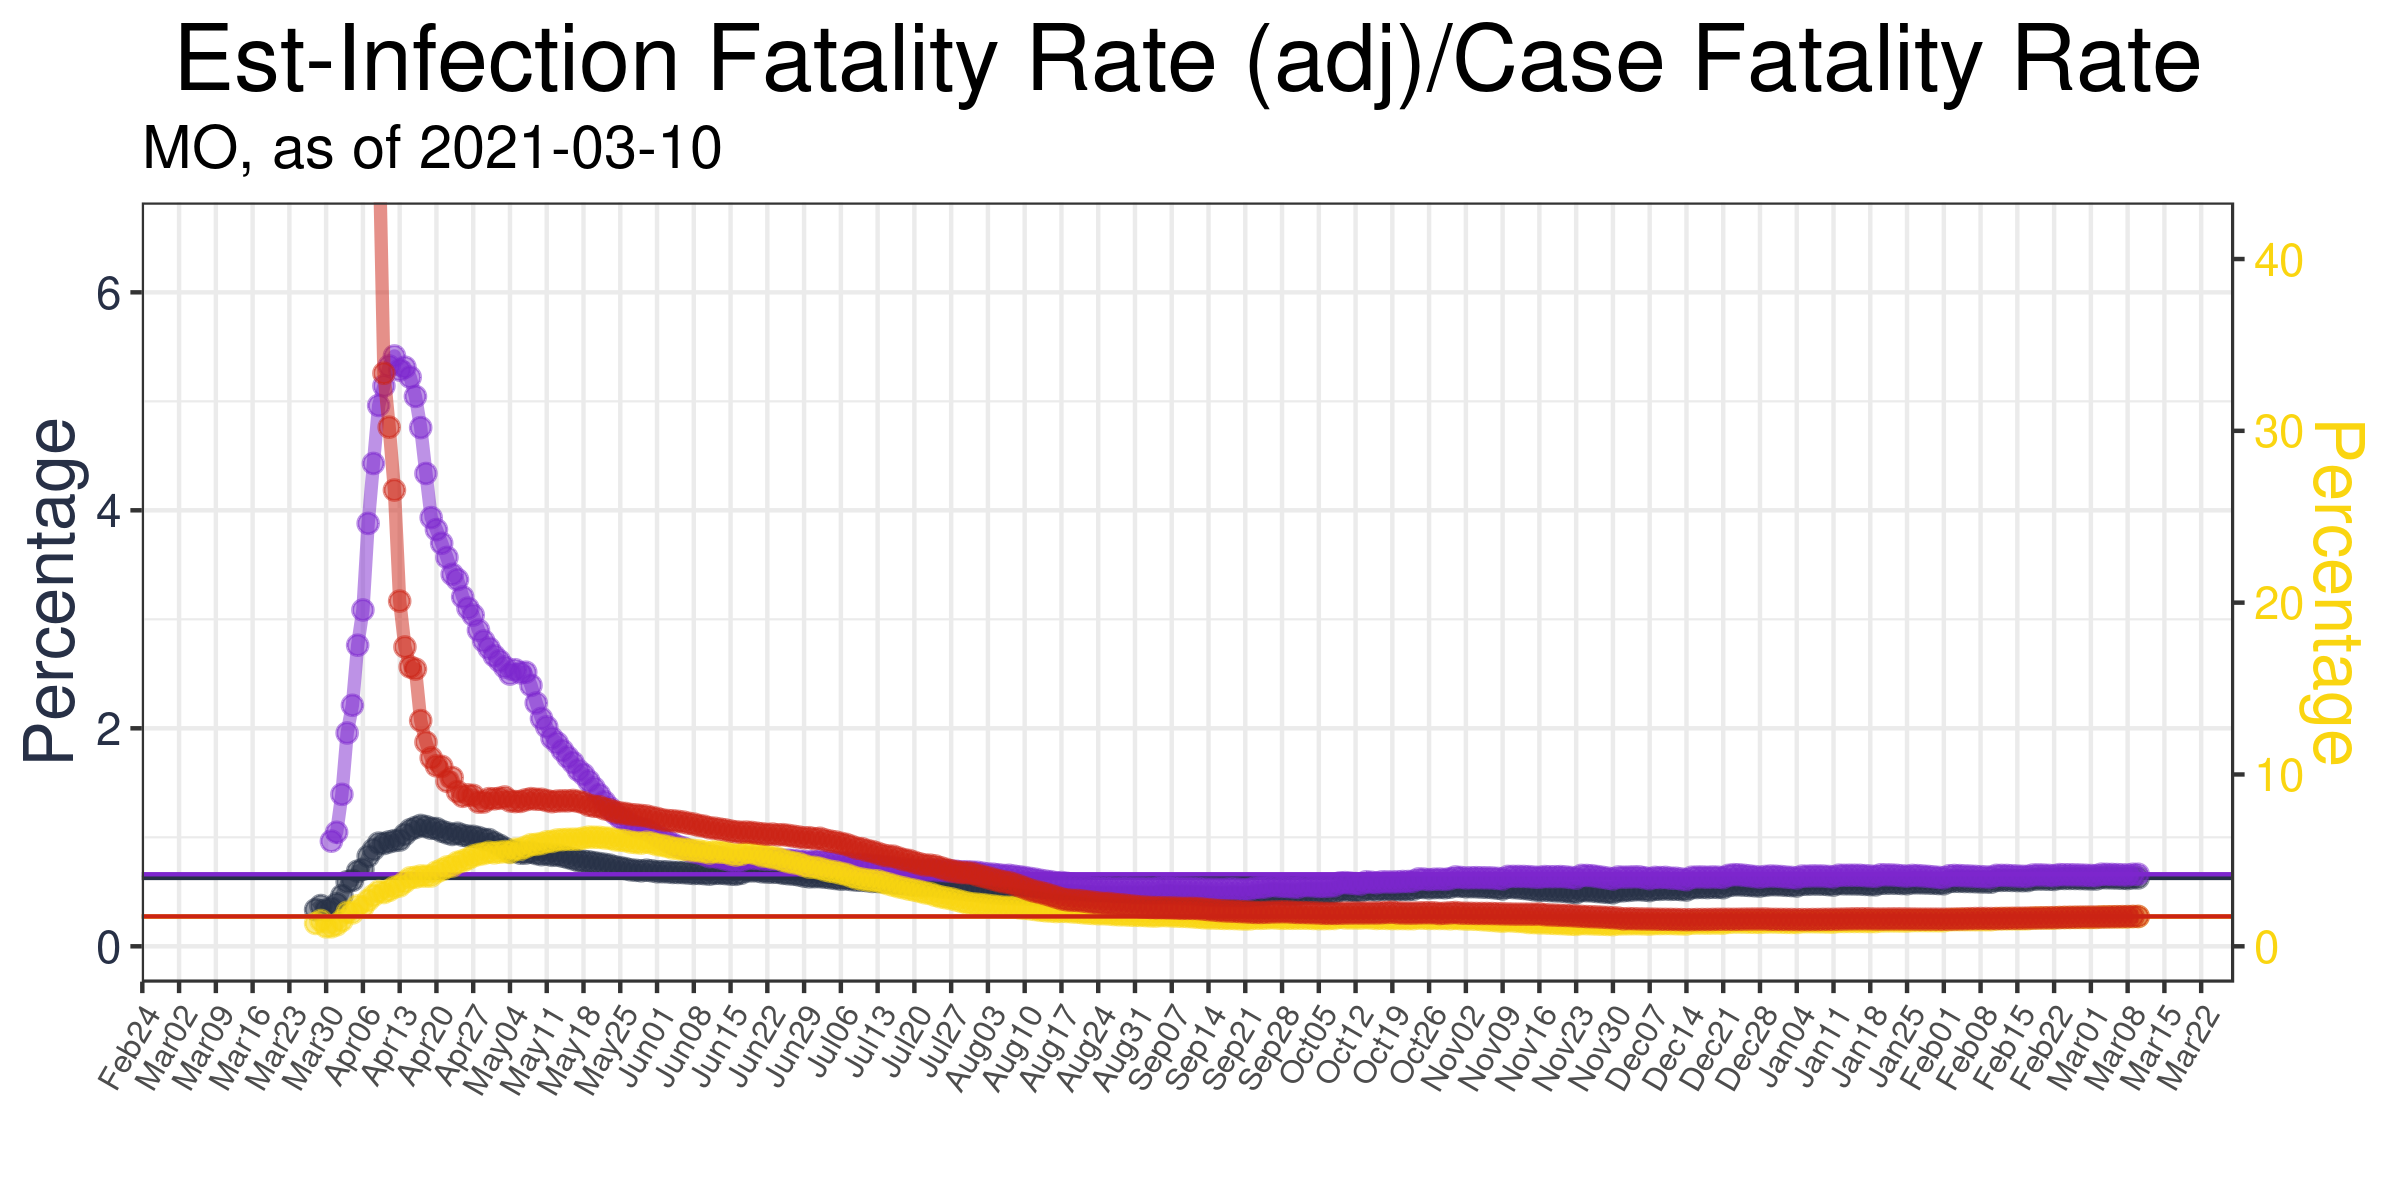 Est-Infection Fatality Rate (adj)/Case Fatality Rate
MO, as of 2021-03-10
Percentage
6
4
2
0
40
30
20
10
0
Percentage
Feb24
Mar02
Mar09
Mar16
Mar23
Mar30
Apr06
Apr13
Apr20
Apr27
May04
May11
May18
May25
Jun01
Jun08
Jun15
Jun22
Jun29
Jul06
Jul13
Jul20
Jul27
Aug03
Aug10
Aug17
Aug24
Aug31
Sep07
Sep14
Sep21
Sep28
Oct05
Oct12
Oct19
Oct26
Nov02
Nov09
Nov16
Nov23
Nov30
Dec07
Dec14
Dec21
Dec28
Jan04
Jan11
Jan18
Jan25
Feb01
Feb08
Feb15
Feb22
Mar01
Mar08
Mar15
Mar22